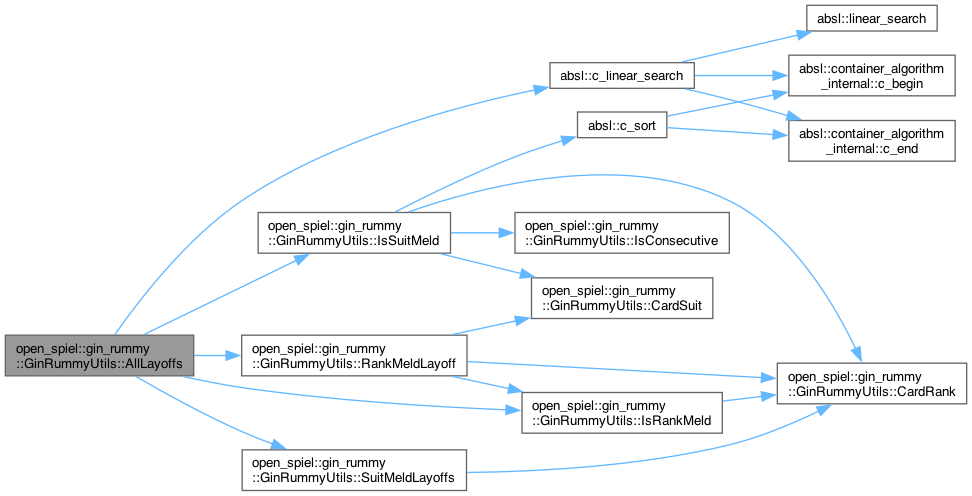 absl::linear_search
absl::c_linear_search
absl::container_algorithm
_internal::c_begin
absl::c_sort
absl::container_algorithm
_internal::c_end
open_spiel::gin_rummy
::GinRummyUtils::IsSuitMeld
open_spiel::gin_rummy
::GinRummyUtils::IsConsecutive
open_spiel::gin_rummy
::GinRummyUtils::CardSuit
open_spiel::gin_rummy
::GinRummyUtils::AllLayoffs
open_spiel::gin_rummy
::GinRummyUtils::RankMeldLayoff
open_spiel::gin_rummy
::GinRummyUtils::CardRank
open_spiel::gin_rummy
::GinRummyUtils::IsRankMeld
open_spiel::gin_rummy
::GinRummyUtils::SuitMeldLayoffs